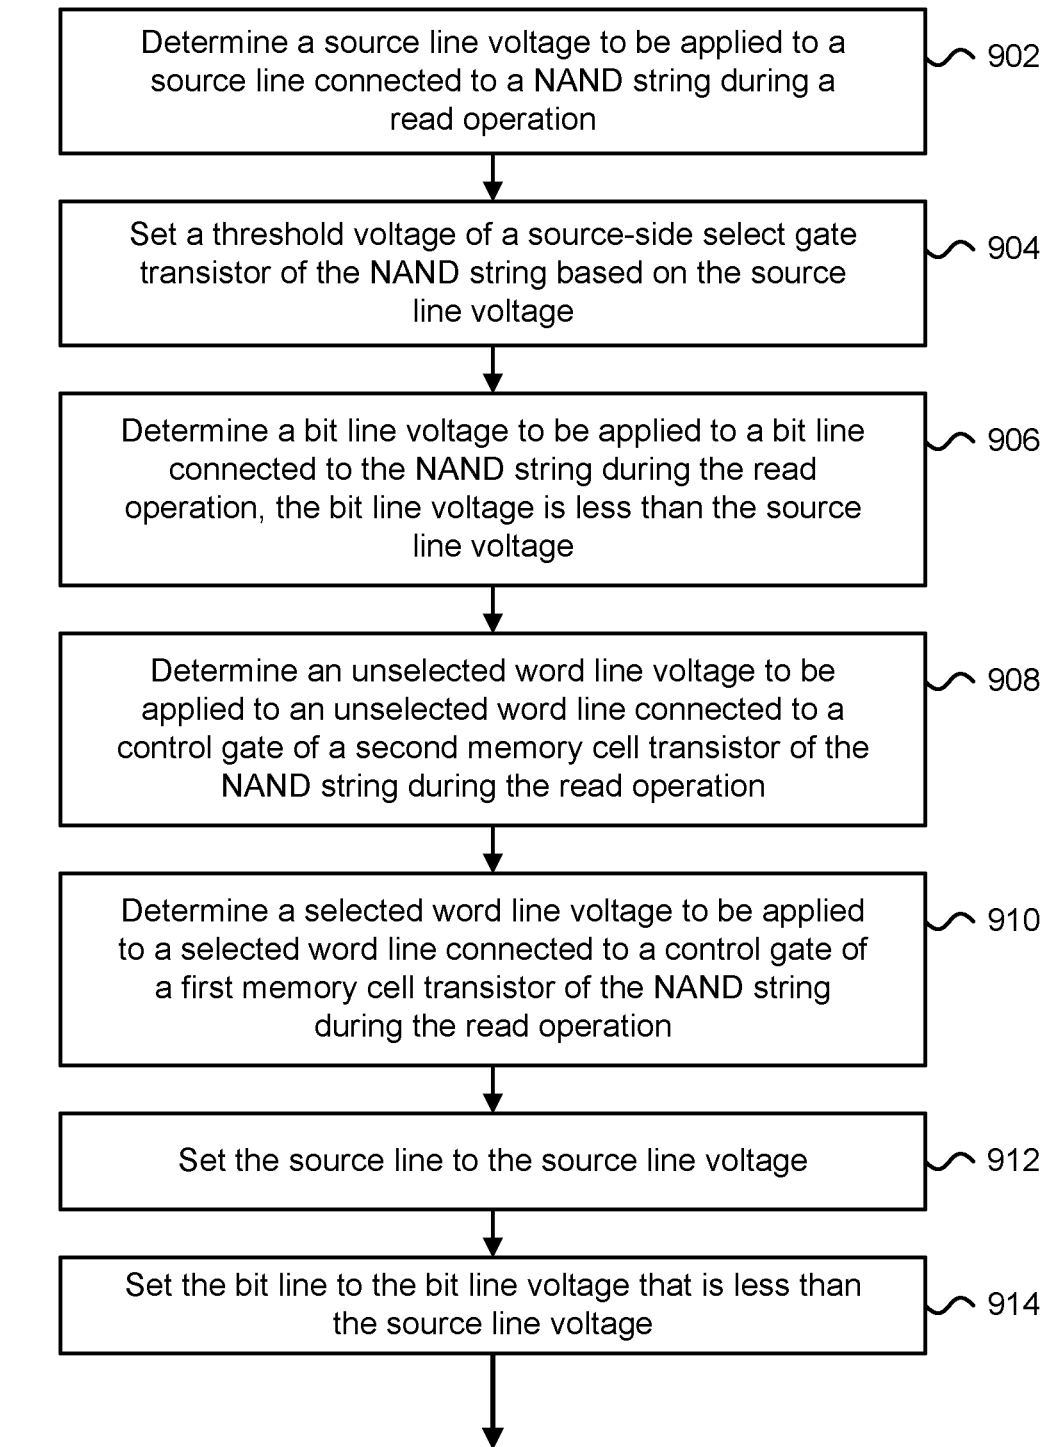 Determine a source line voltage to be applied to a
source line connected to a NAND string during a
read operation
902
Set a threshold voltage of a source-side select gate
transistor of the NAND string based on the source
line voltage
904
Determine a bit line voltage to be applied to a bit line
connected to the NAND string during the read
operation, the bit line voltage is less than the source
line voltage
906
Determine an unselected word line voltage to be
applied to an unselected word line connected to a
control gate of a second memory cell transistor of the
NAND string during the read operation
908
Determine a selected word line voltage to be applied
to a selected word line connected to a control gate of
a first memory cell transistor of the NAND string
during the read operation
910
Set the source line to the source line voltage
912
Set the bit line to the bit line voltage that is less than
the source line voltage
914